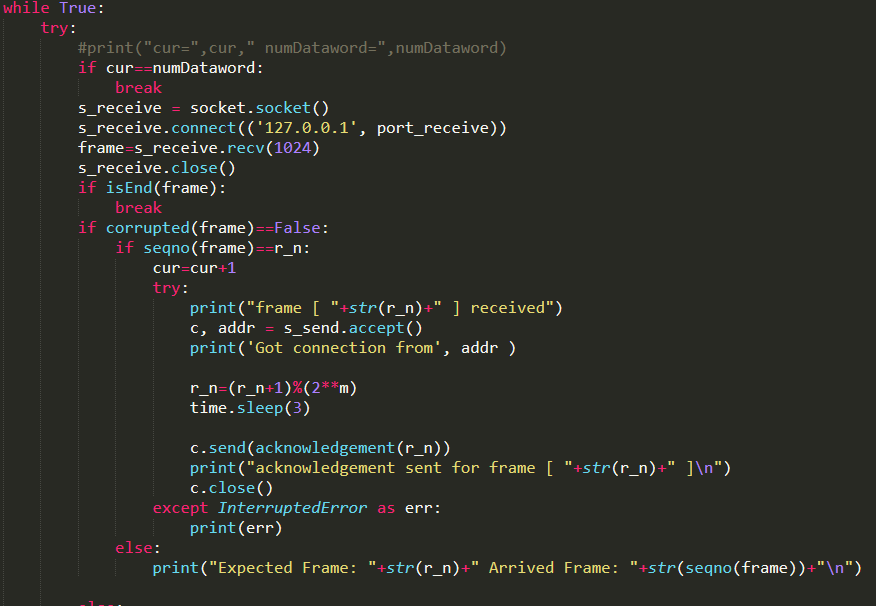 while True:
    try:
        #print("cur=",cur," numDataword=",numDataword)
        if cur==numDataword:
            break
        s_receive = socket.socket()
        s_receive.connect(('127.0.0.1', port_receive))
        frame=s_receive.recv(1024)
        s_receive.close()
        if isEnd(frame):
            break
        if corrupted(frame)==False:
            if seqno(frame)==r_n:
                cur=cur+1
                try:
                    print("frame [ "+str(r_n)+" ] received")
                    c, addr = s_send.accept()
                    print('Got connection from', addr )

                    r_n=(r_n+1)%(2**m)
                    time.sleep(3)

                    c.send(acknowledgement(r_n))
                    print("acknowledgement sent for frame [ "+str(r_n)+" ]\n")
                    c.close()
                except InterruptedError as err:
                    print(err)
            else:
                print("Expected Frame: "+str(r_n)+" Arrived Frame: "+str(seqno(frame))+"\n")